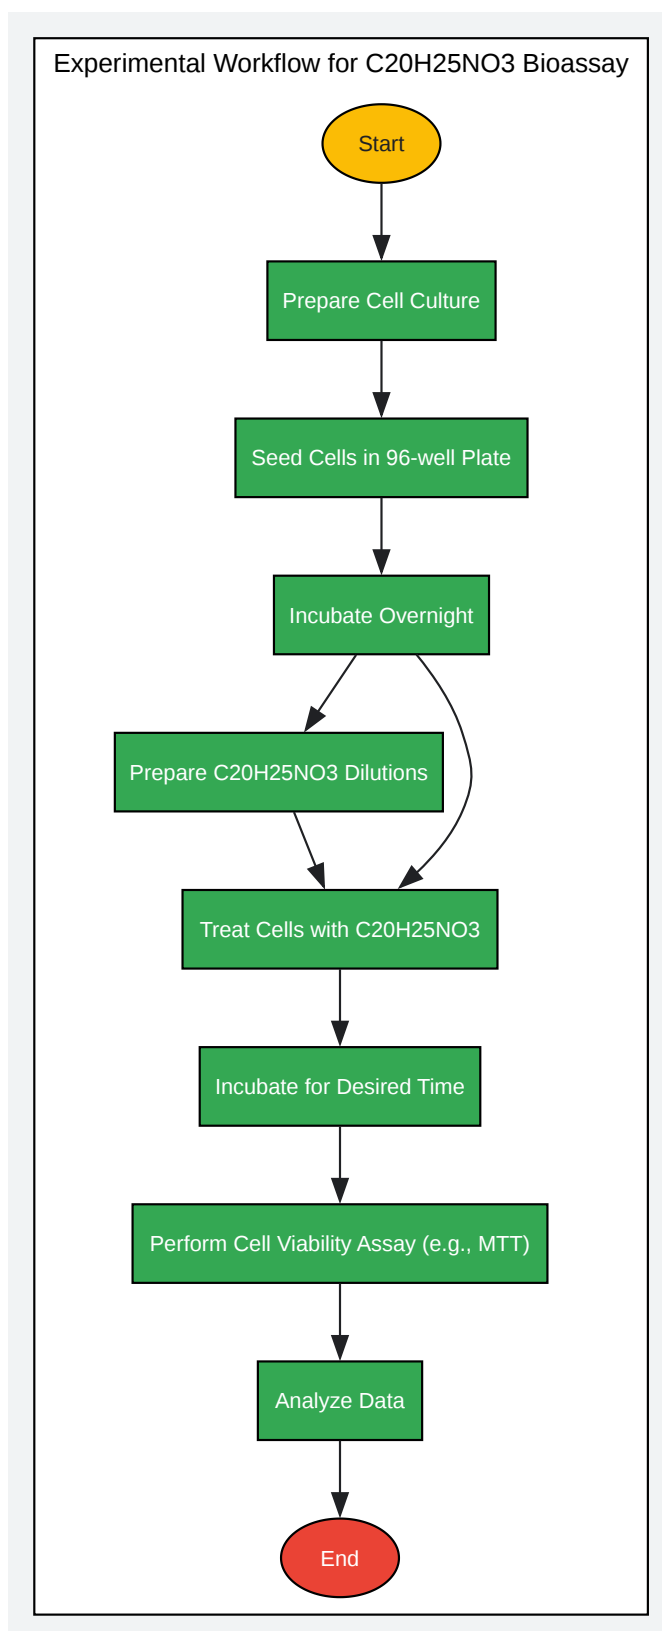 Experimental Workflow for C20H25NO3 Bioassay
Start
Prepare Cell Culture
Seed Cells in 96-well Plate
Incubate Overnight
Prepare C20H25NO3 Dilutions
Treat Cells with C20H25NO3
Incubate for Desired Time
Perform Cell Viability Assay (e.g., MTT)
Analyze Data
End